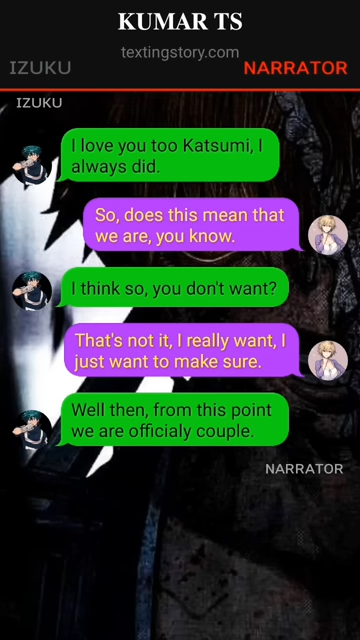 KUMAR TS
textingstory.com
IZUKU
NARRATOR
IZUKU
I love you too Katsumi, I
always did.
So, does this mean that
we are, you know.
I think so, you don't want?
That's not it, I really want, I
just want to make sure.
Well then, from this point
we are officialy couple.
NARRATOR